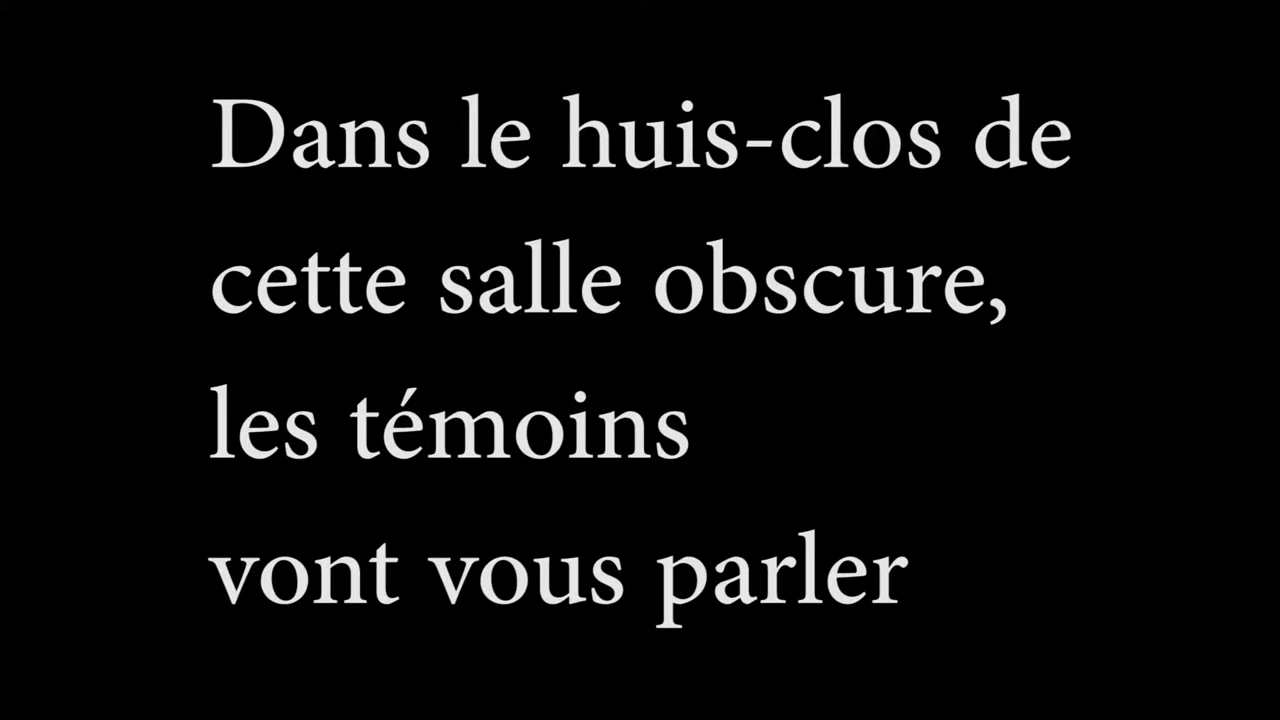 Dans le huis-clos de
cette salle obscure,
les témoins
vont vous parler